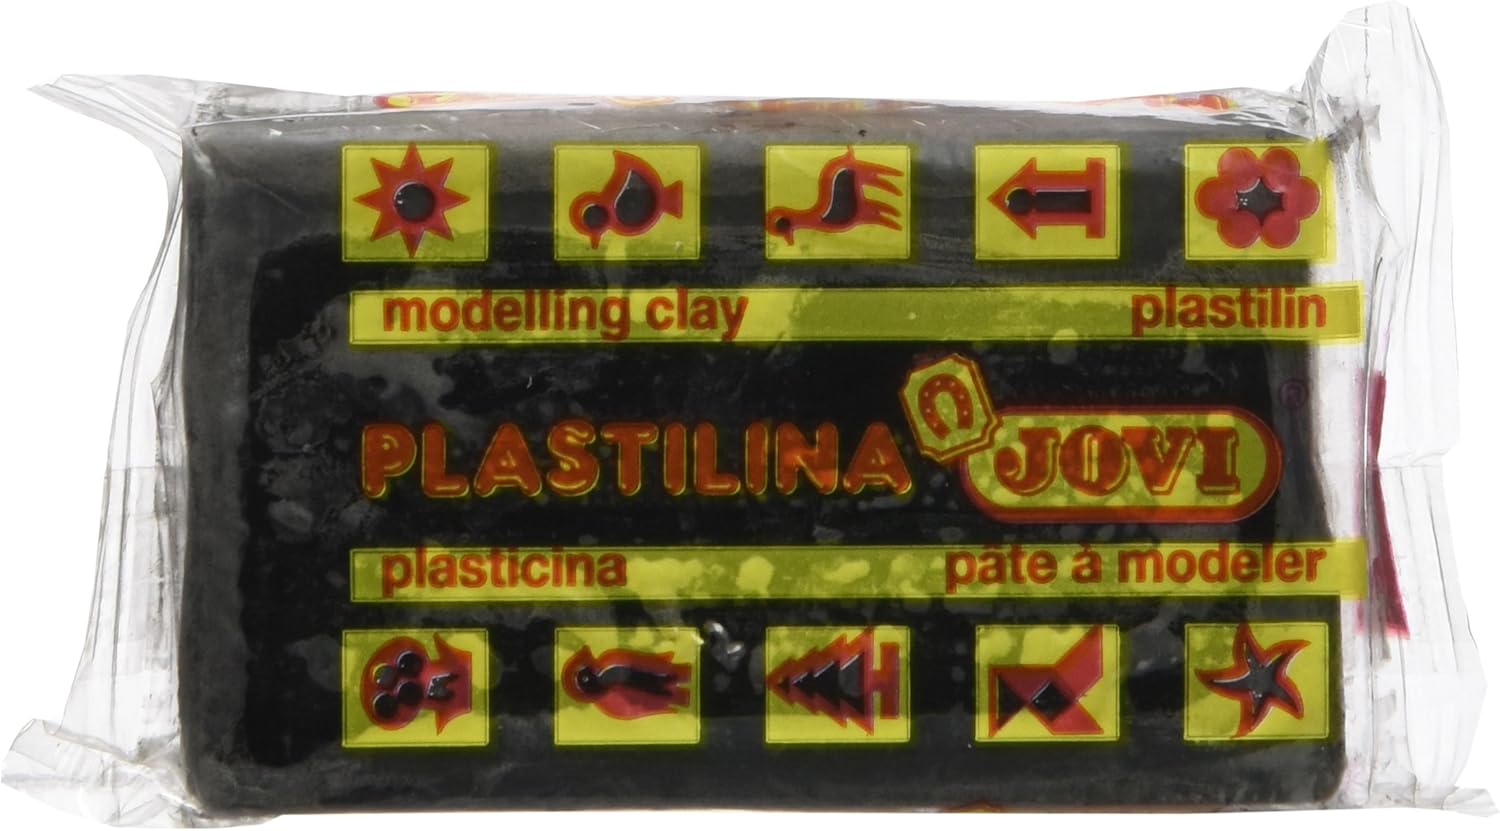 modelling clay plastilin
PLASTILINA JOVI ®
plasticina pâte à modeler